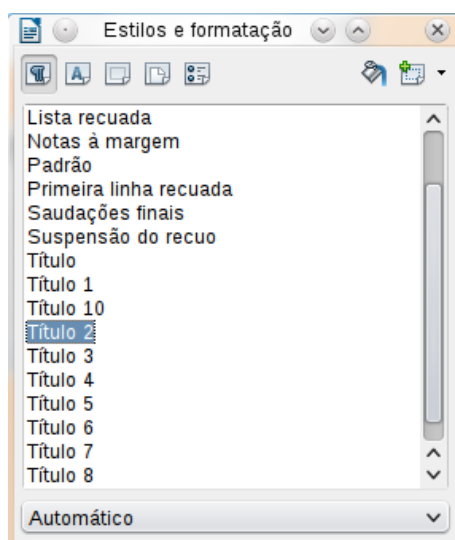 Estilos e formatação
Lista recuada
Notas à margem
Padrão
Primeira linha recuada
Saudações finais
Suspensão do recuo
Título
Título 1
Título 10
Título 2
Título 3
Título 4
Título 5
Título 6
Título 7
Título 8
Automático